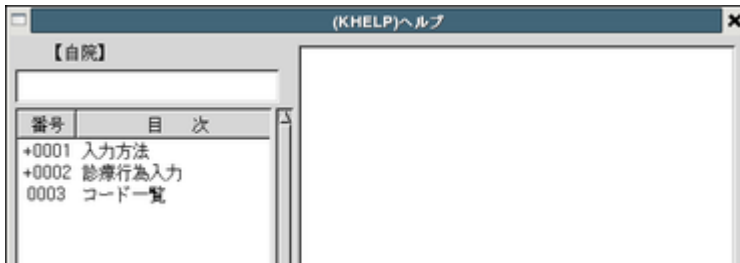 (KHELP)ヘルプ
【自院】
番号 目 次
+0001 入力方法
+0002 診療行為入力
0003 コード一覧